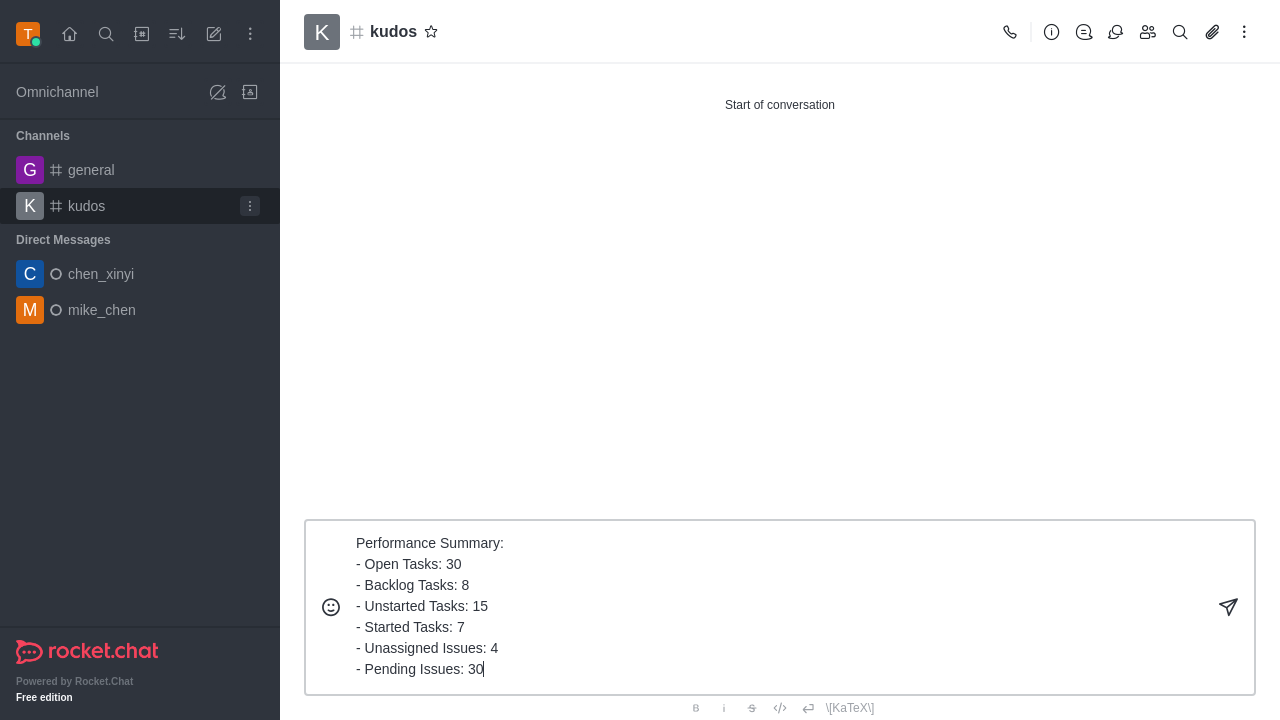 T
K
kudos
Omnichannel
Start of conversation
Channels
G
general
K
kudos
Direct Messages
C
chen_xinyi
M
mike_chen
Performance Summary:
- Open Tasks: 30
- Backlog Tasks: 8
- Unstarted Tasks: 15
- Started Tasks: 7
- Unassigned Issues: 4
- Pending Issues: 30
rocket.chat
Powered by Rocket.Chat
Free edition
B i S \[KaTeX\]